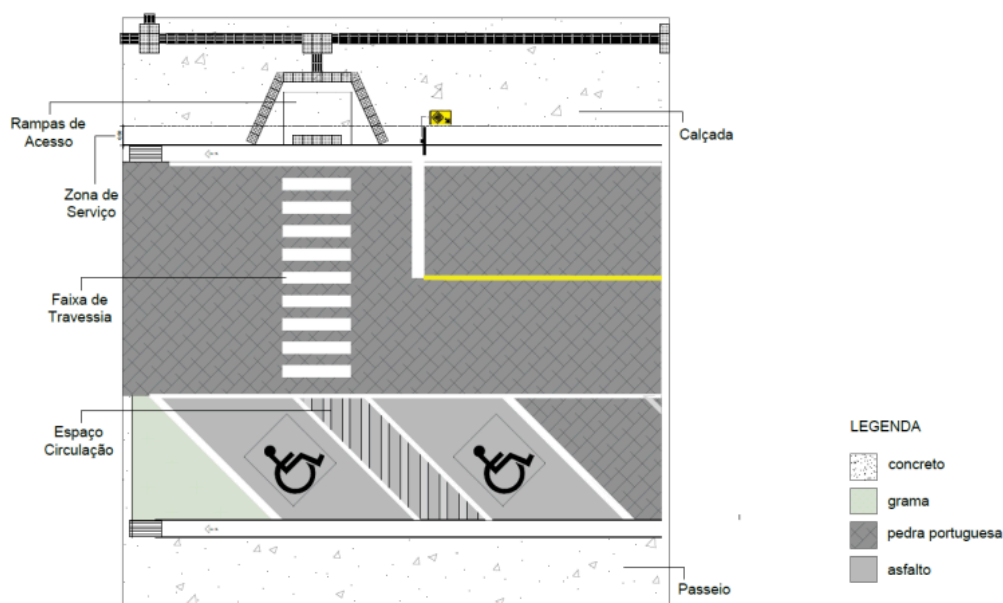 Rampas de
Acesso
Calçada
Zona de
Serviço
Faixa de
Travessia
Espaço
Circulação
Passeio
LEGENDA
concreto
grama
pedra portuguesa
asfalto